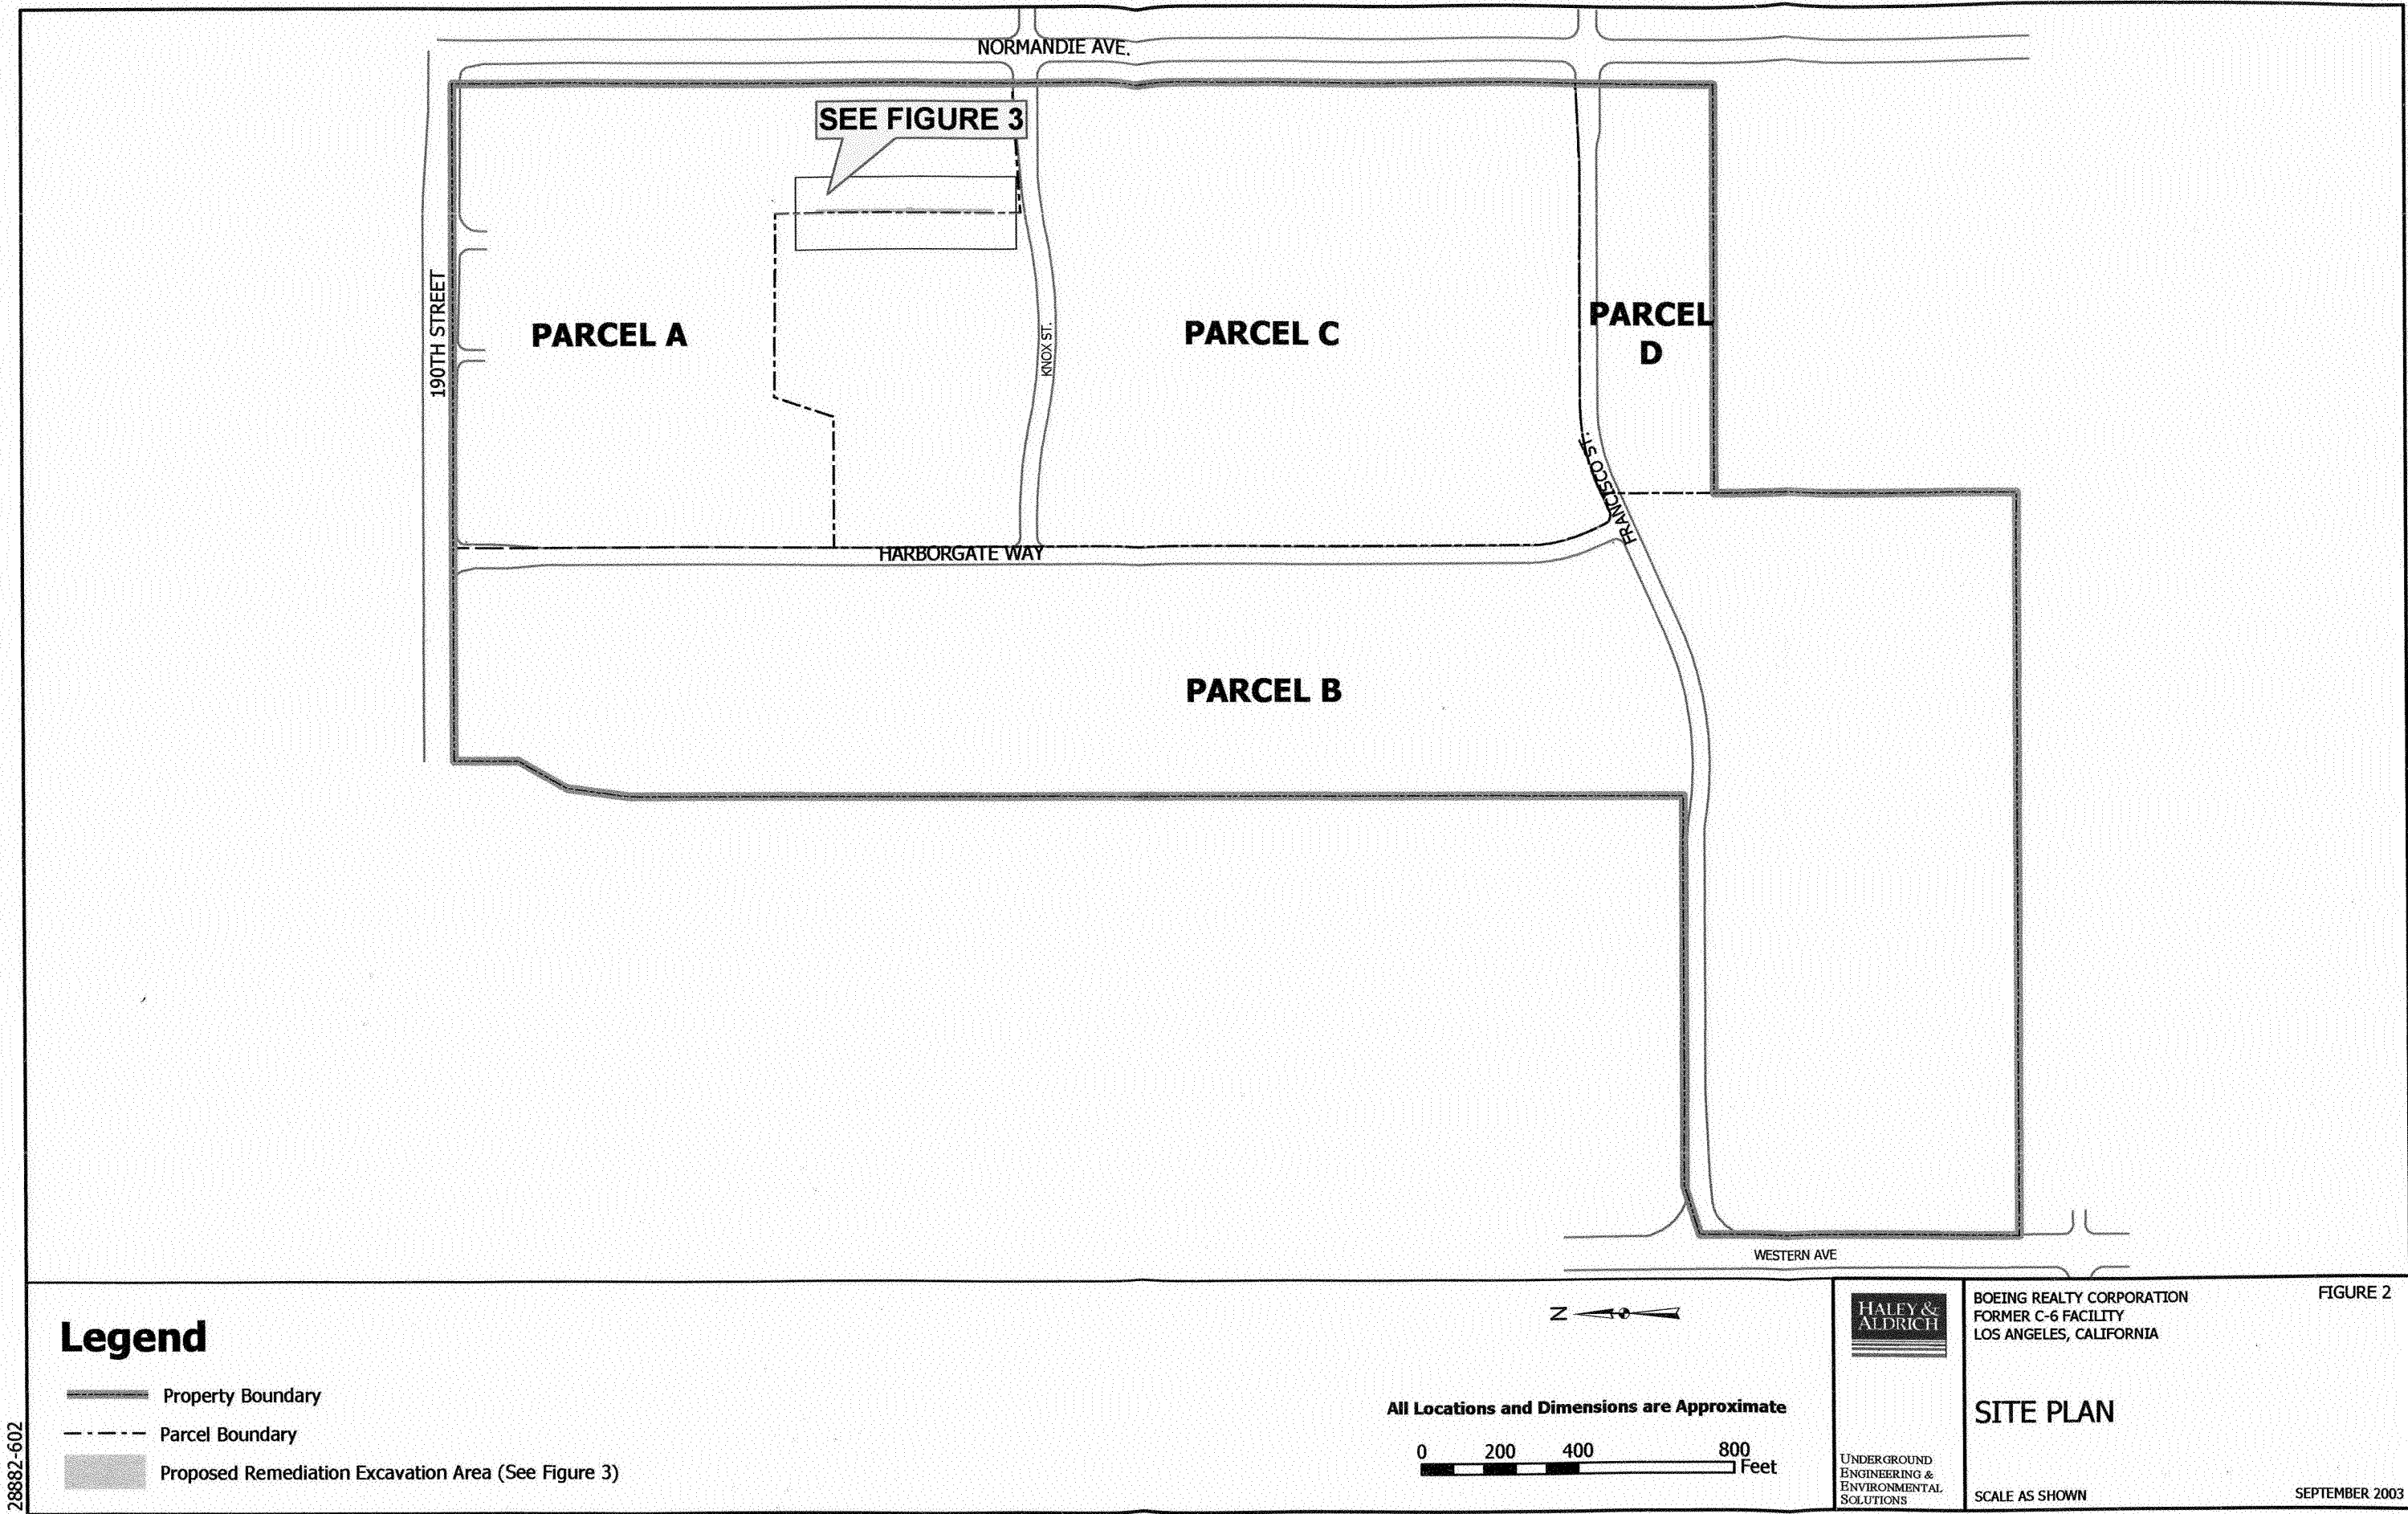 NORMANDIE AVE.
SEE FIGURE 3
190TH STREET
PARCEL A
KNOX ST.
PARCEL C
PARCEL
D
FRANCISCO ST.
HARBORGATE WAY
PARCEL B
WESTERN AVE
Legend
Property Boundary
Parcel Boundary
Proposed Remediation Excavation Area (See Figure 3)
28882-602
N
All Locations and Dimensions are Approximate
0 200 400 800
Feet
HALEY &
ALDRICH
UNDERGROUND
ENGINEERING &
ENVIRONMENTAL
SOLUTIONS
BOEING REALTY CORPORATION
FORMER C-6 FACILITY
LOS ANGELES, CALIFORNIA
FIGURE 2
SITE PLAN
SCALE AS SHOWN
SEPTEMBER 2003